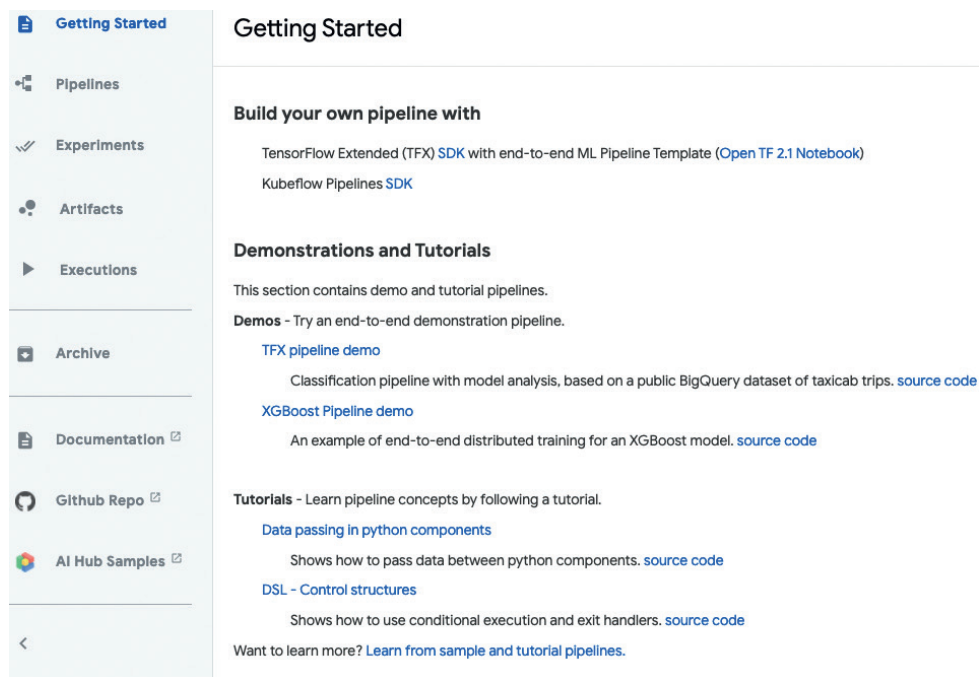 Getting Started
Pipelines
Experiments
Artifacts
Executions
Archive
Documentation
Github Repo
AI Hub Samples
Getting Started
Build your own pipeline with
TensorFlow Extended (TFX) SDK with end-to-end ML Pipeline Template (Open TF 2.1 Notebook)
Kubeflow Pipelines SDK
Demonstrations and Tutorials
This section contains demo and tutorial pipelines.
Demos - Try an end-to-end demonstration pipeline.
TFX pipeline demo
Classification pipeline with model analysis, based on a public BigQuery dataset of taxicab trips. source code
XGBoost Pipeline demo
An example of end-to-end distributed training for an XGBoost model. source code
Tutorials - Learn pipeline concepts by following a tutorial.
Data passing in python components
Shows how to pass data between python components. source code
DSL - Control structures
Shows how to use conditional execution and exit handlers. source code
Want to learn more? Learn from sample and tutorial pipelines.